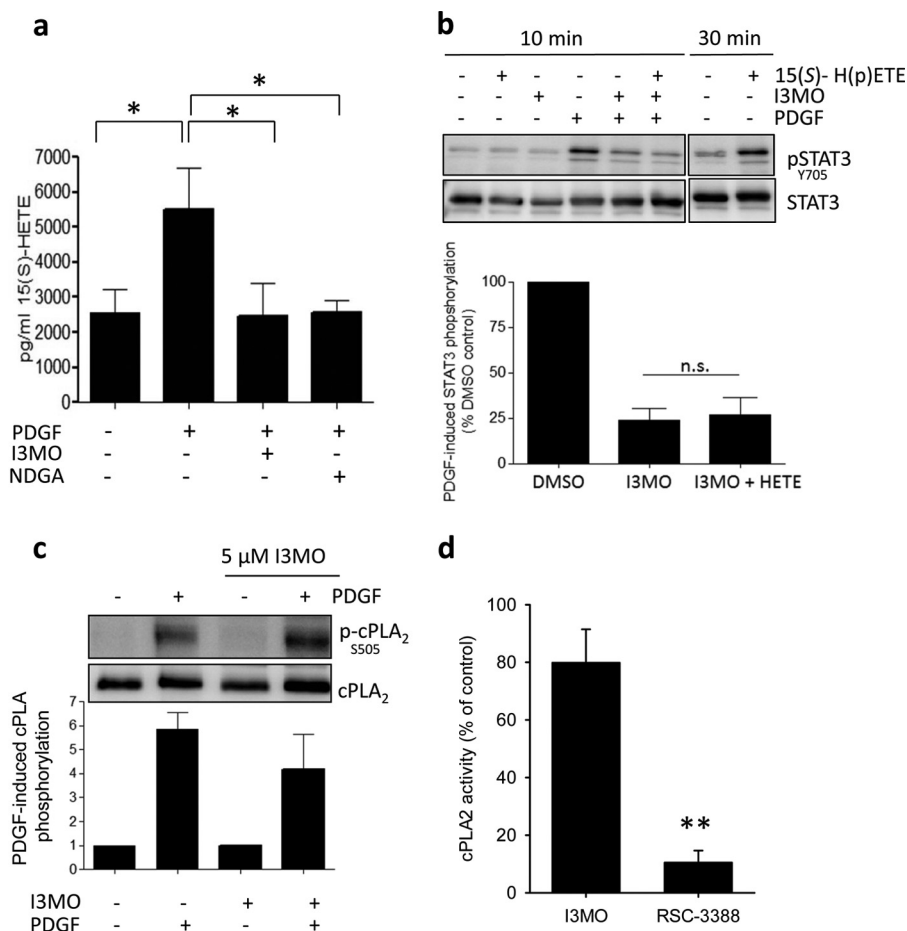 a
* *
*
pg/ml 15(S)-HETE
7000
6000
5000
4000
3000
2000
1000
0
PDGF - + + +
I3MO - - + -
NDGA - - - +
b
10 min 30 min
- + - - - + - + 15(S)- H(p)ETE
- - + - + + - - I3MO
- - - + + + - - PDGF
pSTAT3
Y705
STAT3
PDGF-induced STAT3 phopshorylation
(% DMSO control)
100
75
50
25
0
n.s.
DMSO I3MO I3MO + HETE
c
5 µM I3MO
- + - + PDGF
p-cPLA2
S505
cPLA2
PDGF-induced cPLA
phosphorylation
7
6
5
4
3
2
1
0
I3MO - - + +
PDGF - + - +
d
cPLA2 activity (% of control)
100
80
60
40
20
0
**
I3MO RSC-3388